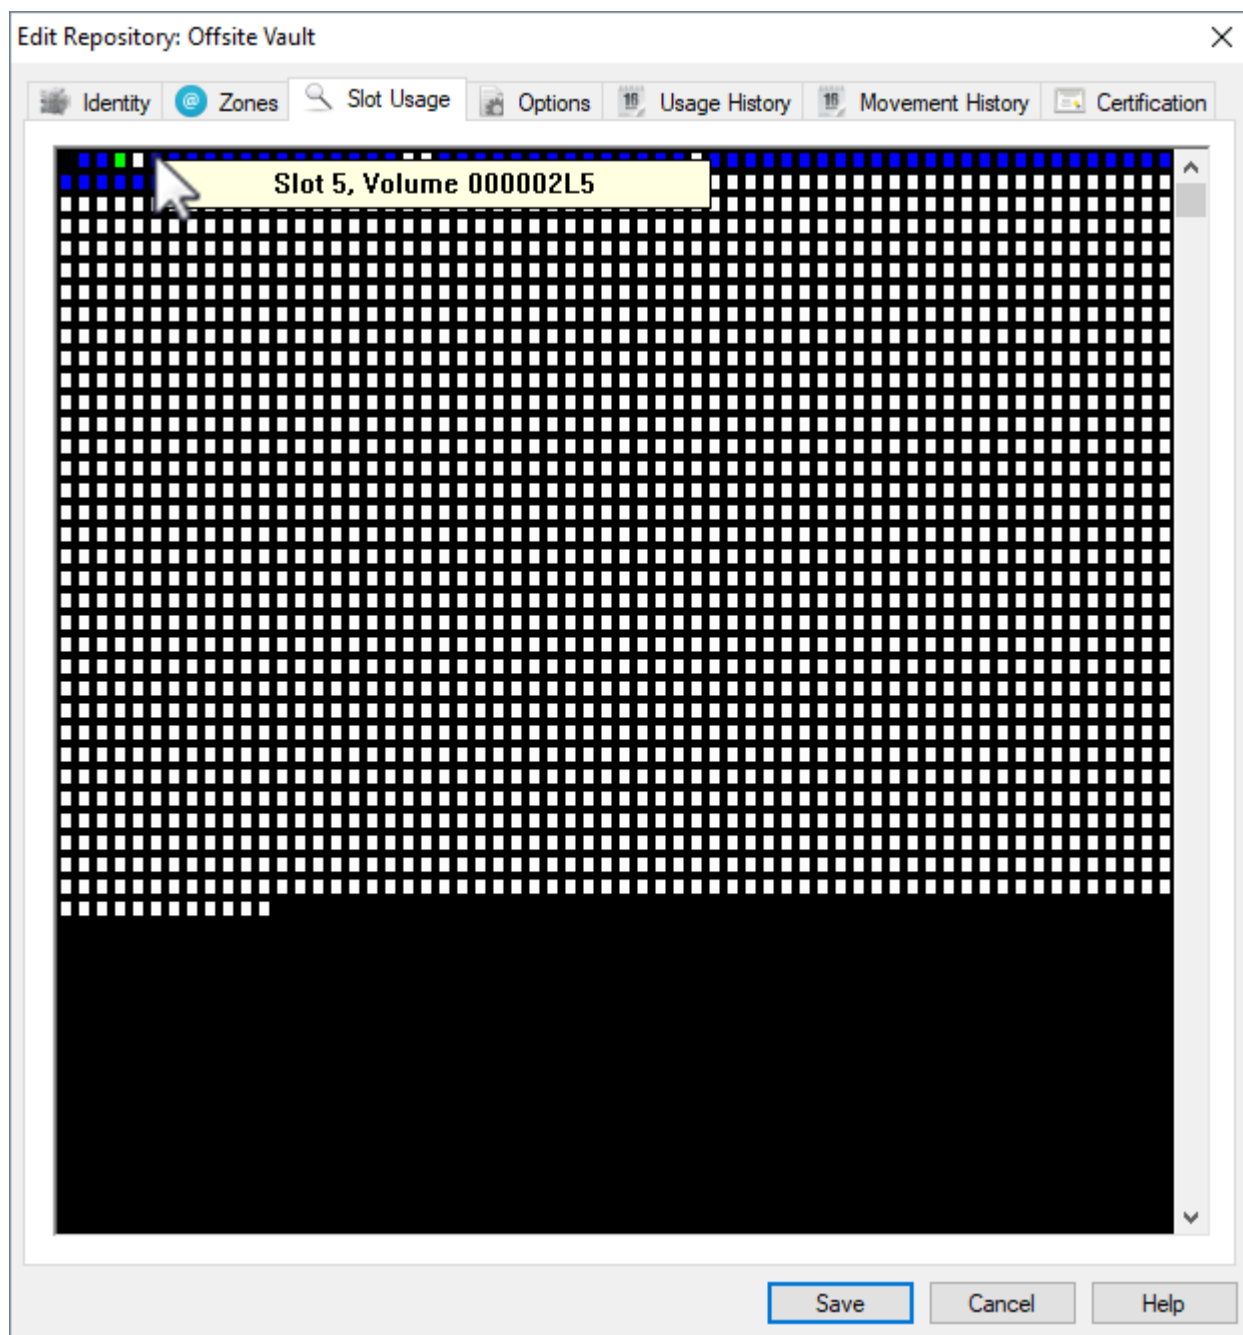 Edit Repository: Offsite Vault
Identity Zones Slot Usage Options Usage History Movement History Certification
Slot 5, Volume 000002L5
Save Cancel Help